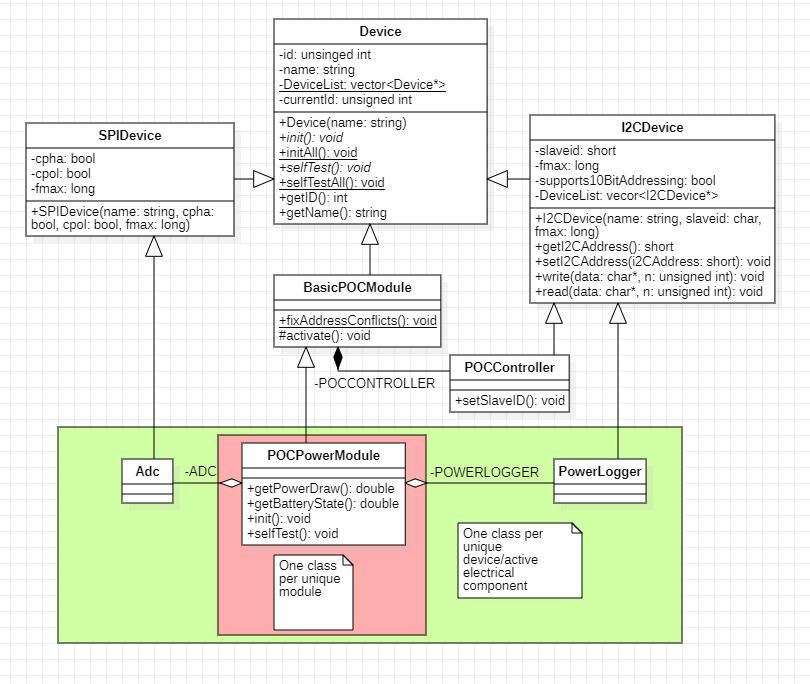 Device
-id: unsinged int
-name: string
-DeviceList: vector<Device*>
-currentId: unsigned int
+Device(name: string)
+init(): void
+initAll(): void
+selfTest(): void
+selfTestAll(): void
+getID(): int
+getName(): string
SPIDevice
-cpha: bool
-cpol: bool
-fmax: long
+SPIDevice(name: string, cpha:
bool, cpol: bool, fmax: long)
I2CDevice
-slaveid: short
-fmax: long
-supports10BitAddressing: bool
-DeviceList: vecor<I2CDevice*>
+I2CDevice(name: string, slaveid: char,
fmax: long)
+getI2CAddress(): short
+setI2CAddress(i2CAddress: short): void
+write(data: char*, n: unsigned int): void
+read(data: char*, n: unsigned int): void
BasicPOCModule
+fixAddressConflicts(): void
#activate(): void
-POCCONTROLLER
POCController
+setSlaveID(): void
Adc
-ADC
POCPowerModule
+getPowerDraw(): double
+getBatteryState(): double
+init(): void
+selfTest(): void
-POWERLOGGER
PowerLogger
One class
per unique
module
One class per
unique
device/active
electrical
component